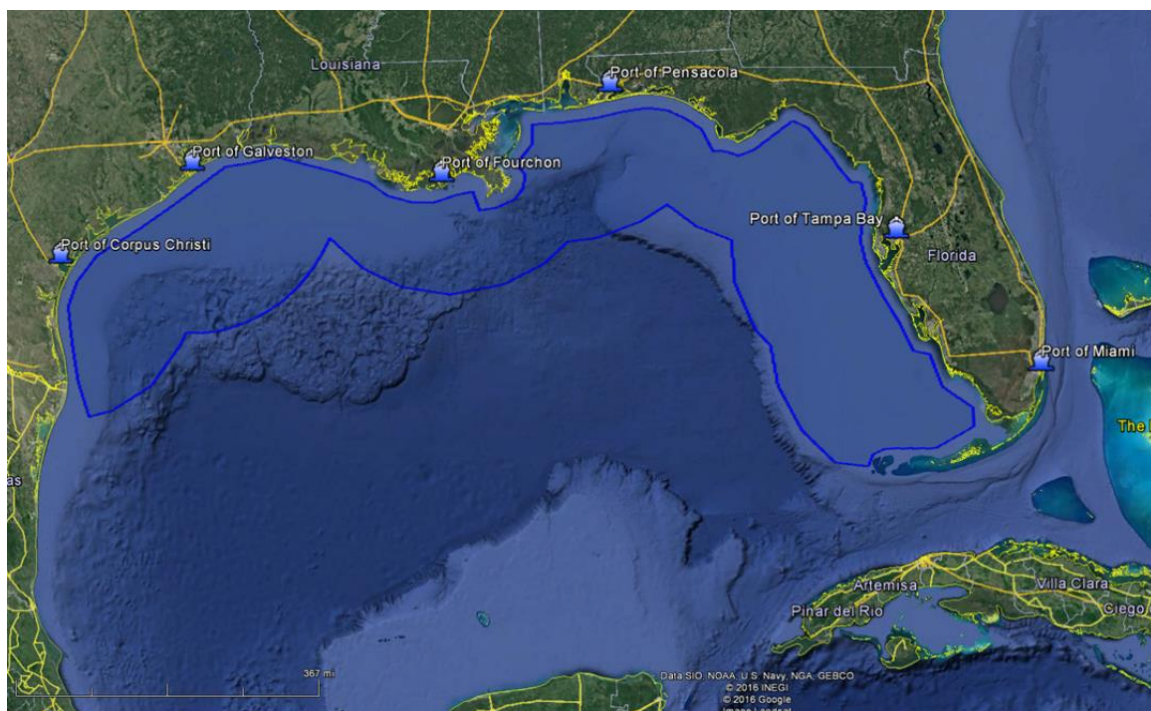 Port of Pensacola
Louisiana
Port of Galveston
Port of Fourchon
Port of Tampa Bay
Port of Corpus Christi
Florida
Port of Miami
The
as
Artemisa
Villa Clara
Pinar del Rio
Ciego
367 mi
Data SIO, NOAA, U.S. Navy, NGA, GEBCO
© 2016 INEGI
© 2016 Google
Image Landsat